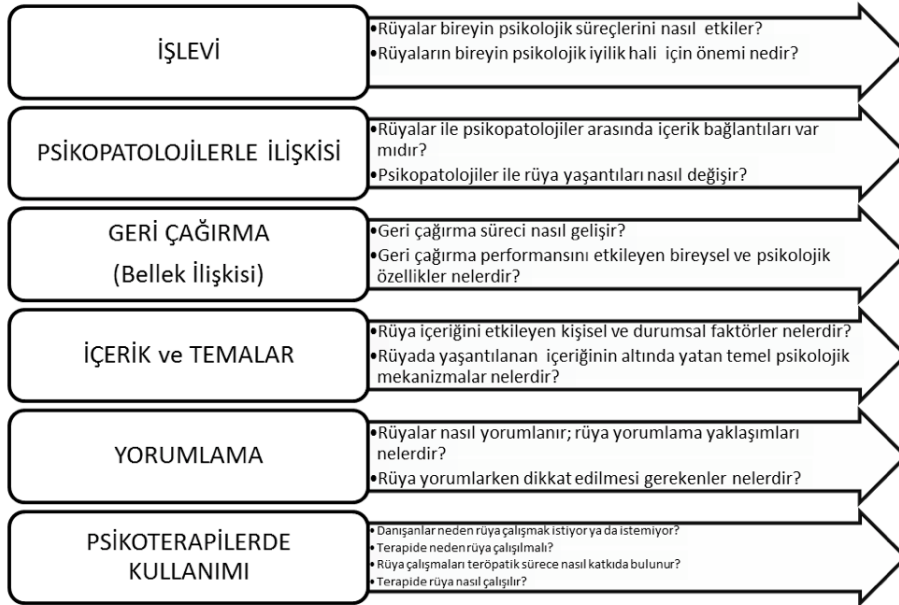 İŞLEVİ
•Rüyalar bireyin psikolojik süreçlerini nasıl etkiler?
•Rüyaların bireyin psikolojik iyilik hali için önemi nedir?
PSİKOPATOLOJİLERLE İLİŞKİSİ
•Rüyalar ile psikopatolojiler arasında içerik bağlantıları var
mıdır?
•Psikopatolojiler ile rüya yaşantıları nasıl değişir?
GERİ ÇAĞIRMA
(Bellek İlişkisi)
•Geri çağırma süreci nasıl gelişir?
•Geri çağırma performansını etkileyen bireysel ve psikolojik
özellikler nelerdir?
İÇERİK ve TEMALAR
•Rüya içeriğini etkileyen kişisel ve durumsal faktörler nelerdir?
•Rüyada yaşantılanan içeriğinin altında yatan temel psikolojik
mekanizmalar nelerdir?
YORUMLAMA
•Rüyalar nasıl yorumlanır; rüya yorumlama yaklaşımları
nelerdir?
•Rüya yorumlarken dikkat edilmesi gerekenler nelerdir?
PSİKOTERAPİLERDE
KULLANIMI
•Danışanlar neden rüya çalışmak istiyor ya da istemiyor?
•Terapide neden rüya çalışılmalı?
•Rüya çalışmaları teröpatik sürece nasıl katkıda bulunur?
•Terapide rüya nasıl çalışılır?